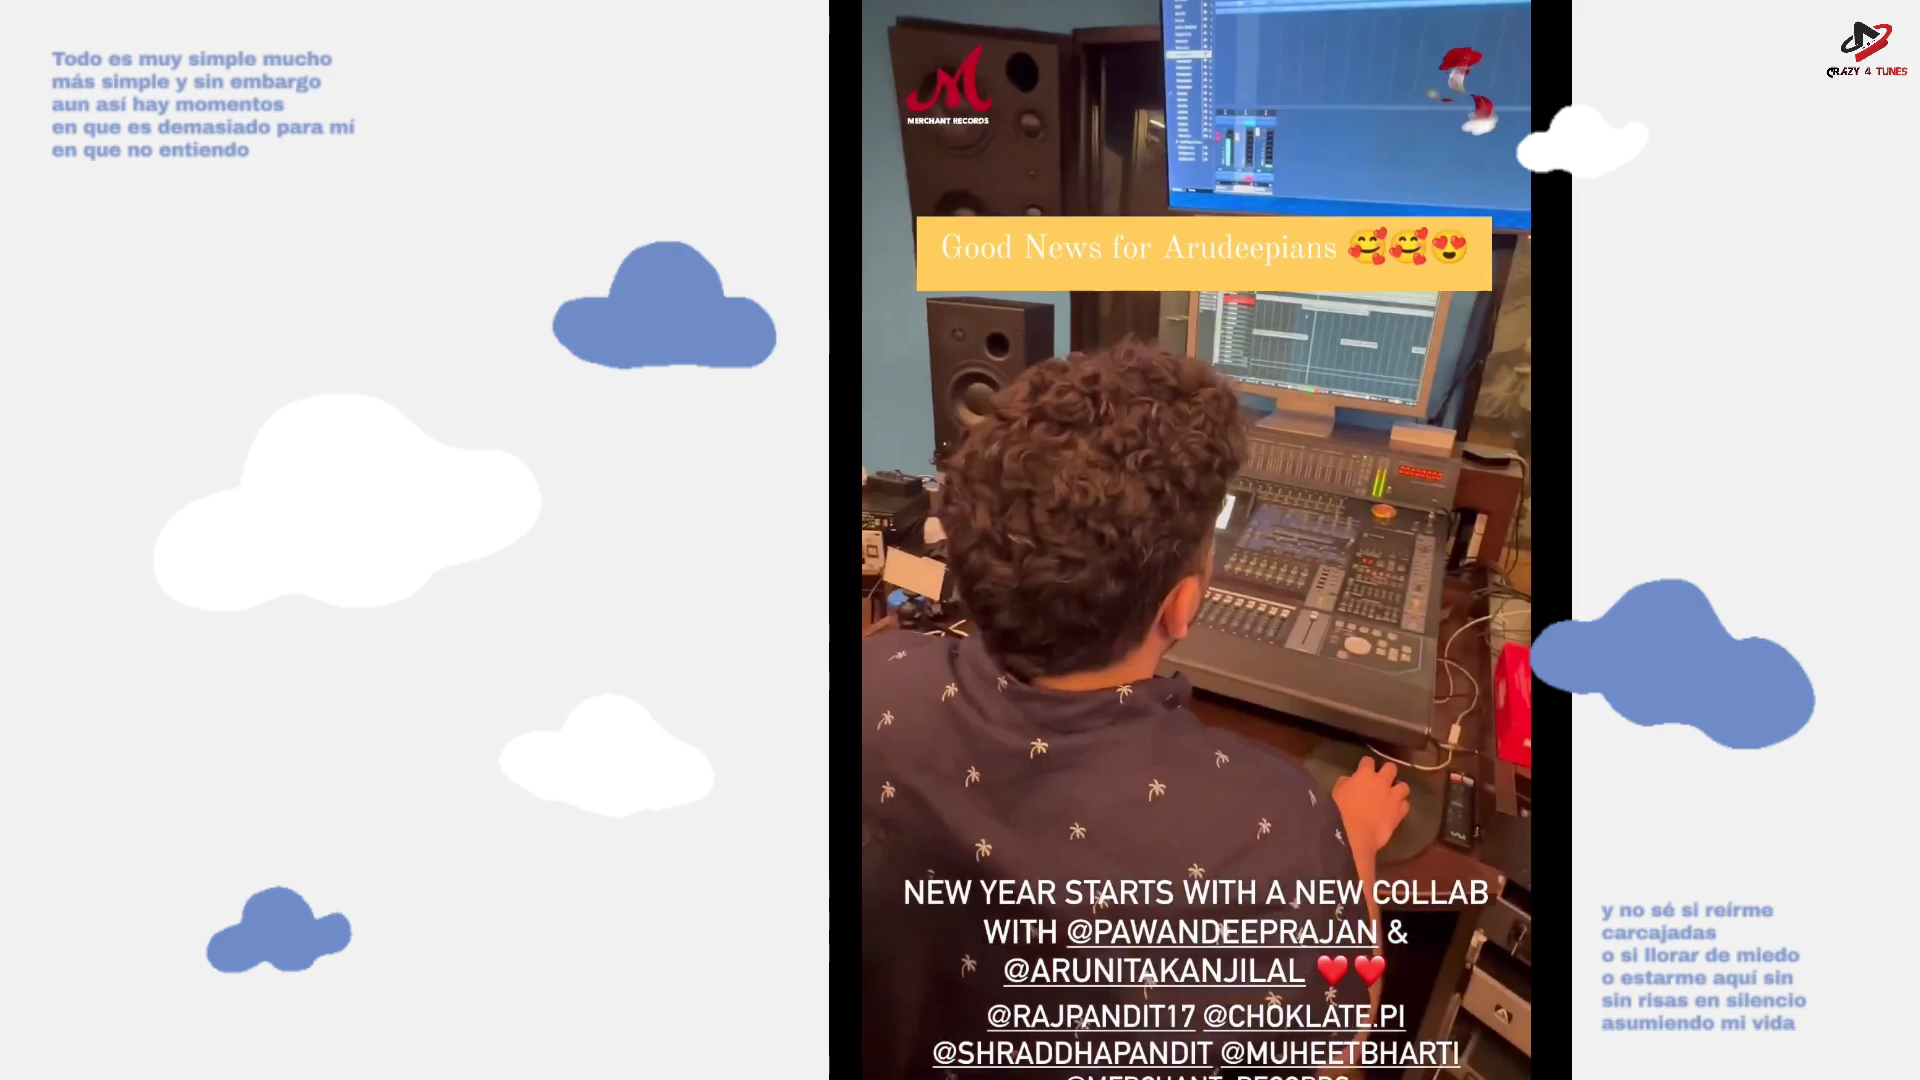 Todo es muy simple mucho
más simple y sin embargo
aun así hay momentos
en que es demasiado para mí
en que no entiendo
MERCHANT RECORDS
CRAZY 4 TUNES
Good News for Arudeepians 🥰🥰😍
NEW YEAR STARTS WITH A NEW COLLAB
WITH @PAWANDEEPRAJAN &
@ARUNITAKANJILAL ❤️❤️
@RAJPANDIT17 @CHOKLATE.PI
@SHRADDHAPANDIT @MUHEETBHARTI
@MERCHANT_RECORDS
y no sé si reírme
carcajadas
o si llorar de miedo
o estarme aquí sin
sin risas en silencio
asumiendo mi vida